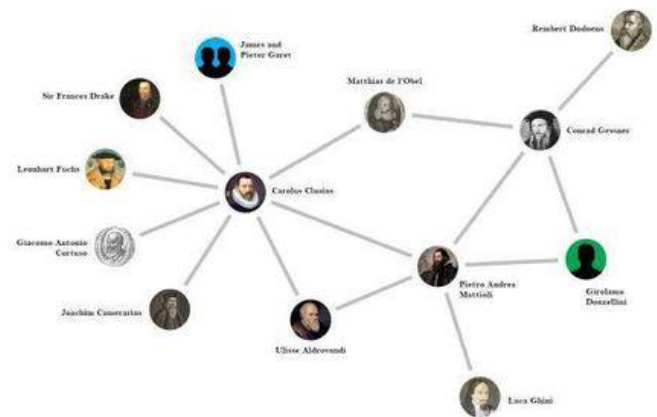 Rembert Dodoens
James and
Pieter Garet
Matthias de l'Obel
Sir Frances Drake
Conrad Gessner
Leonhart Fuchs
Carolus Clusius
Giacomo Antonio
Cortuso
Pietro Andrea
Mattioli
Girolamo
Donzellini
Joachim Camerarius
Ulisse Aldrovandi
Luca Ghini